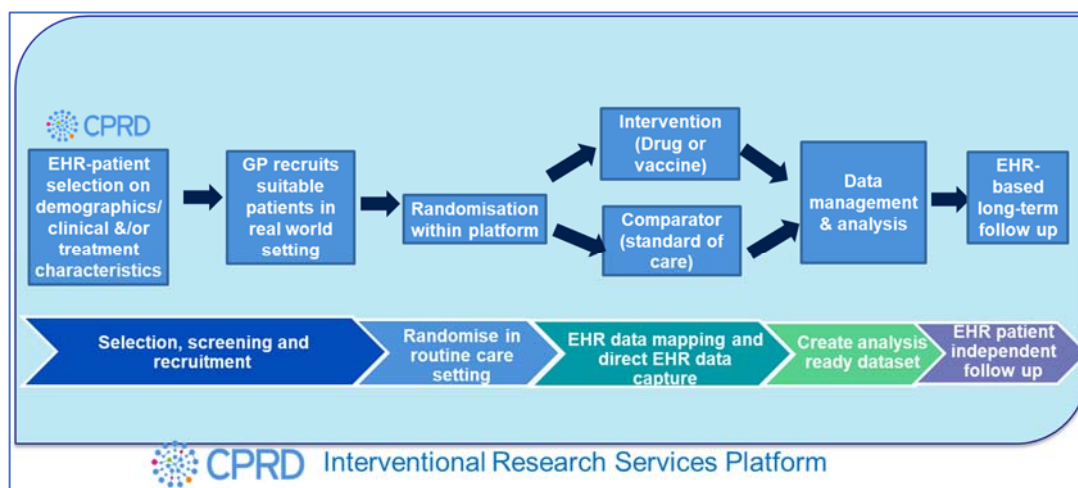 CPRD
EHR-patient
selection on
demographics/
clinical &/or
treatment
characteristics
GP recruits
suitable
patients in
real world
setting
Randomisation
within platform
Intervention
(Drug or
vaccine)
Comparator
(standard of
care)
Data
management
& analysis
EHR-
based
long-term
follow up
Selection, screening and
recruitment
Randomise in
routine care
setting
EHR data mapping and
direct EHR data
capture
Create analysis
ready dataset
EHR patient
independent
follow up
CPRD Interventional Research Services Platform